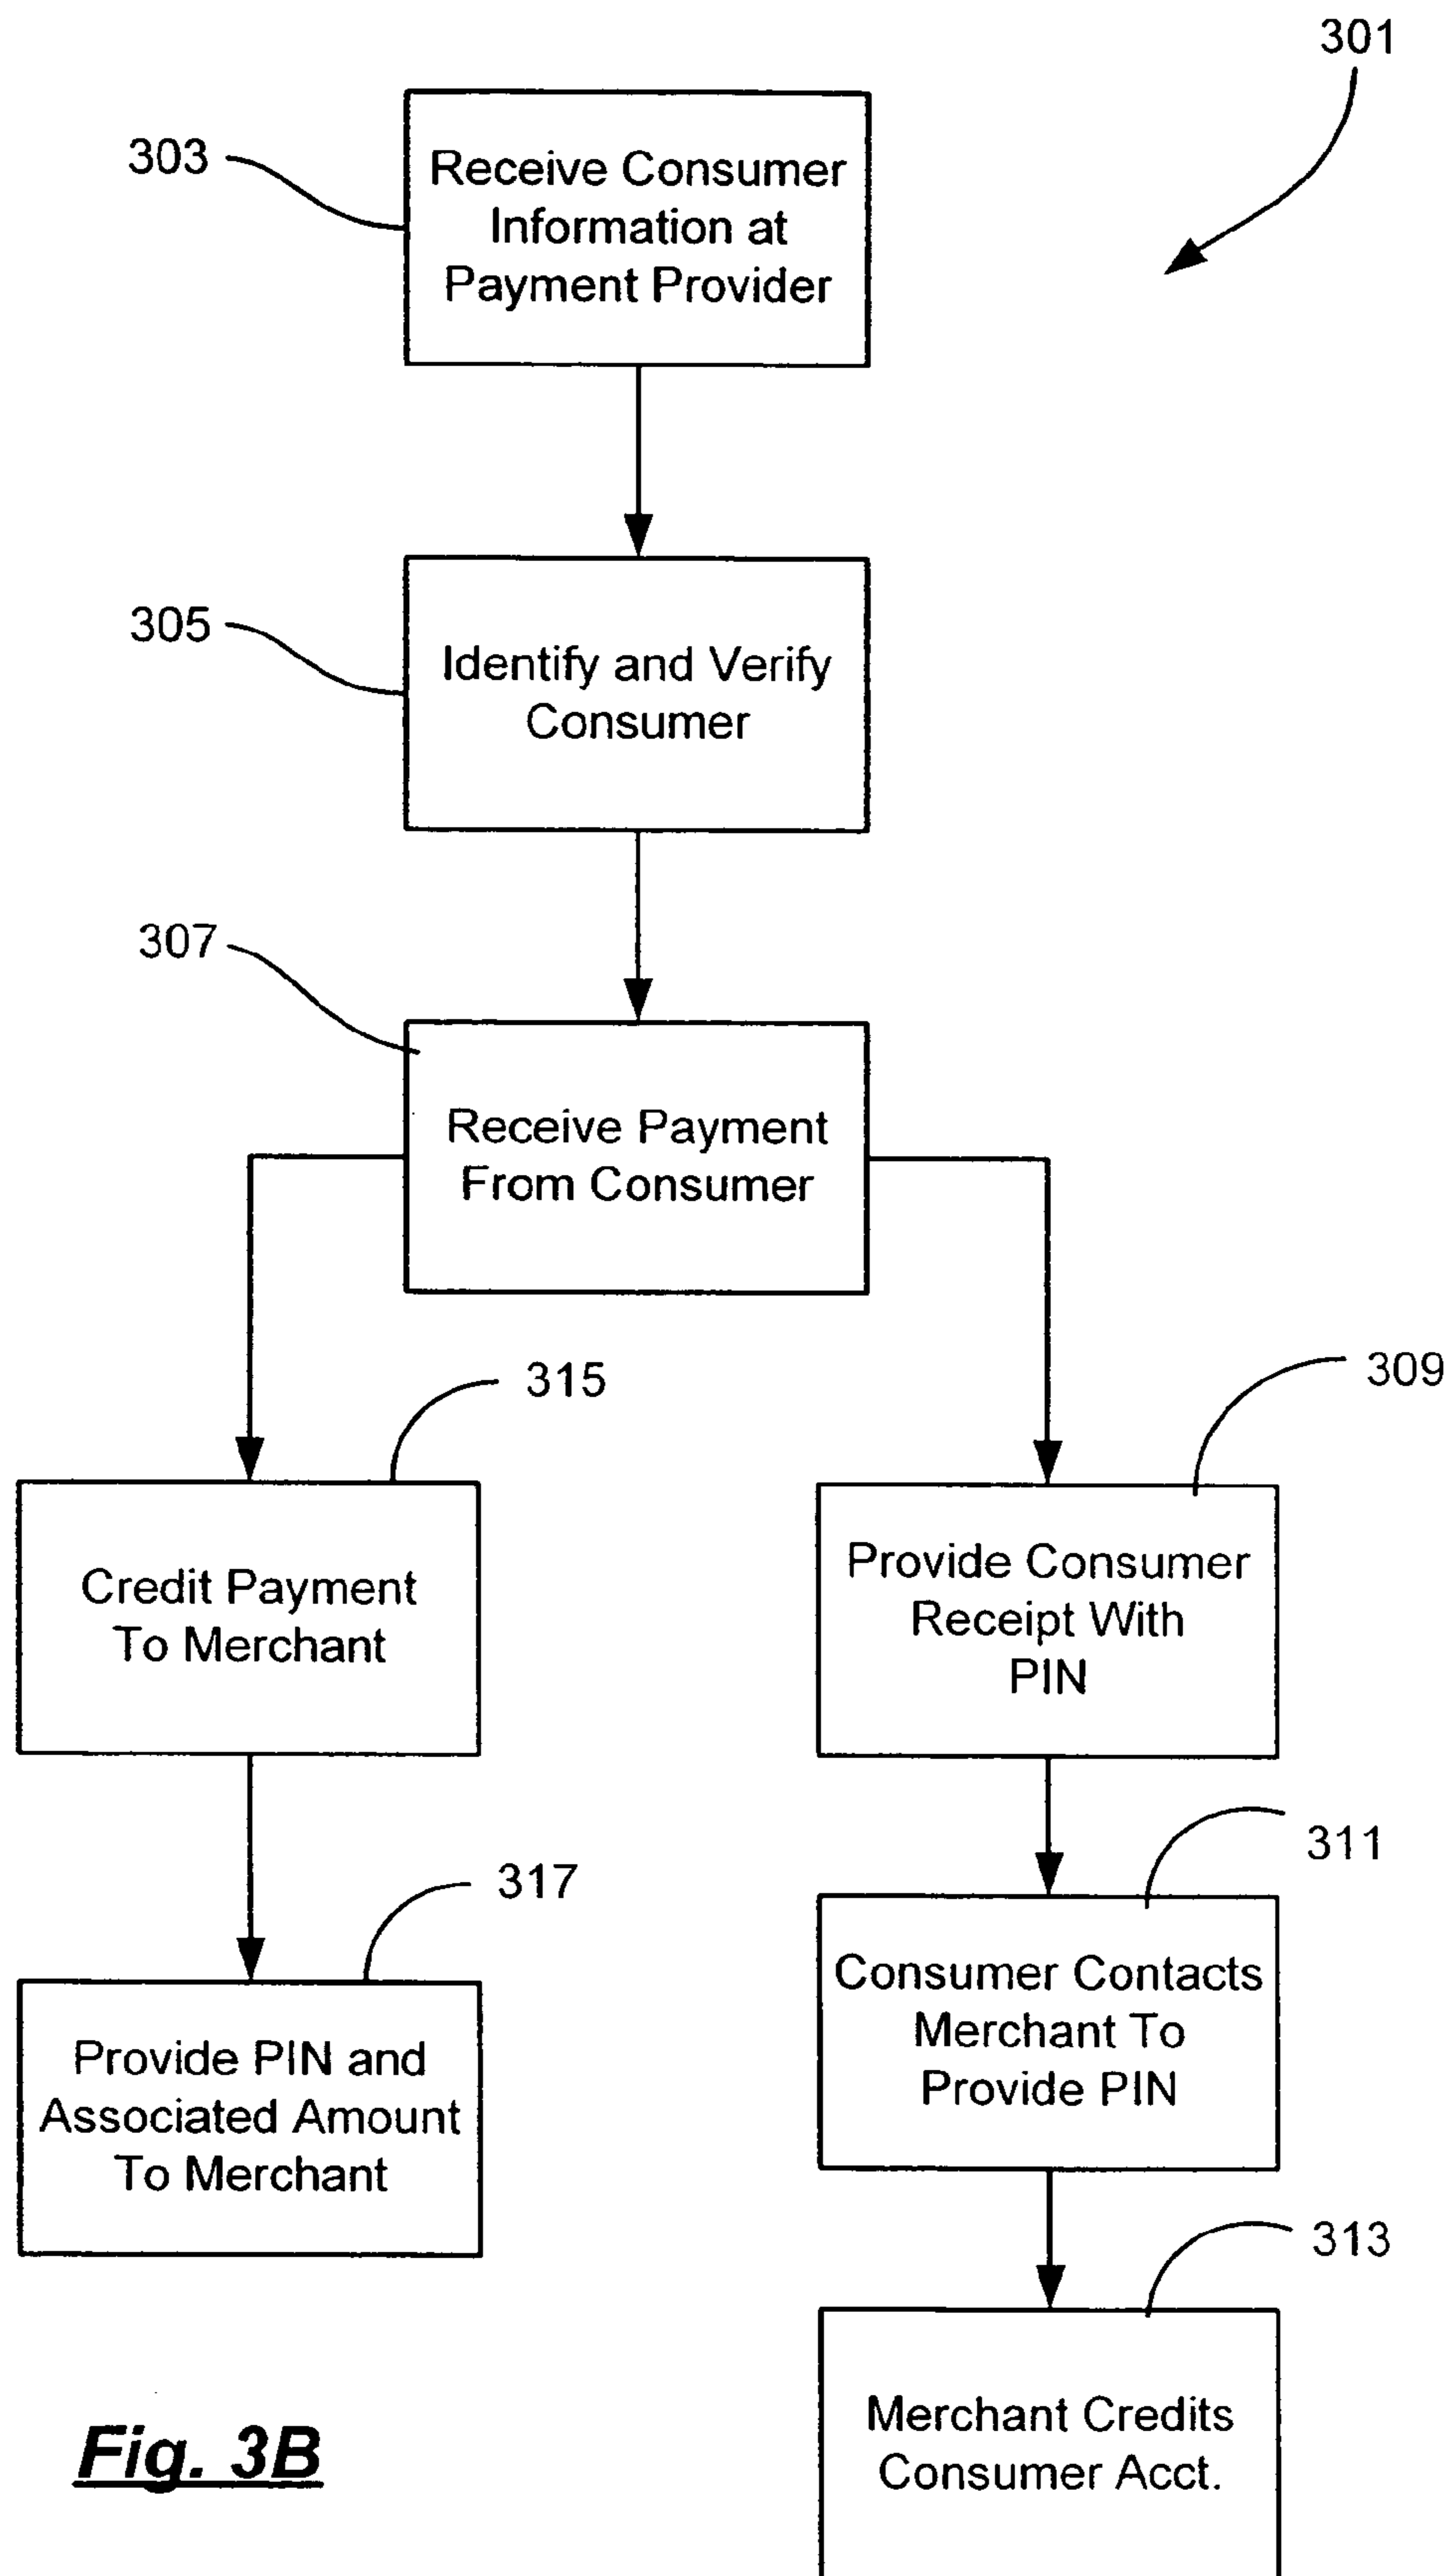 301
303
Receive Consumer
Information at
Payment Provider
305
Identify and Verify
Consumer
307
Receive Payment
From Consumer
315
Credit Payment
To Merchant
317
Provide PIN and
Associated Amount
To Merchant
309
Provide Consumer
Receipt With
PIN
311
Consumer Contacts
Merchant To
Provide PIN
313
Merchant Credits
Consumer Acct.
Fig. 3B